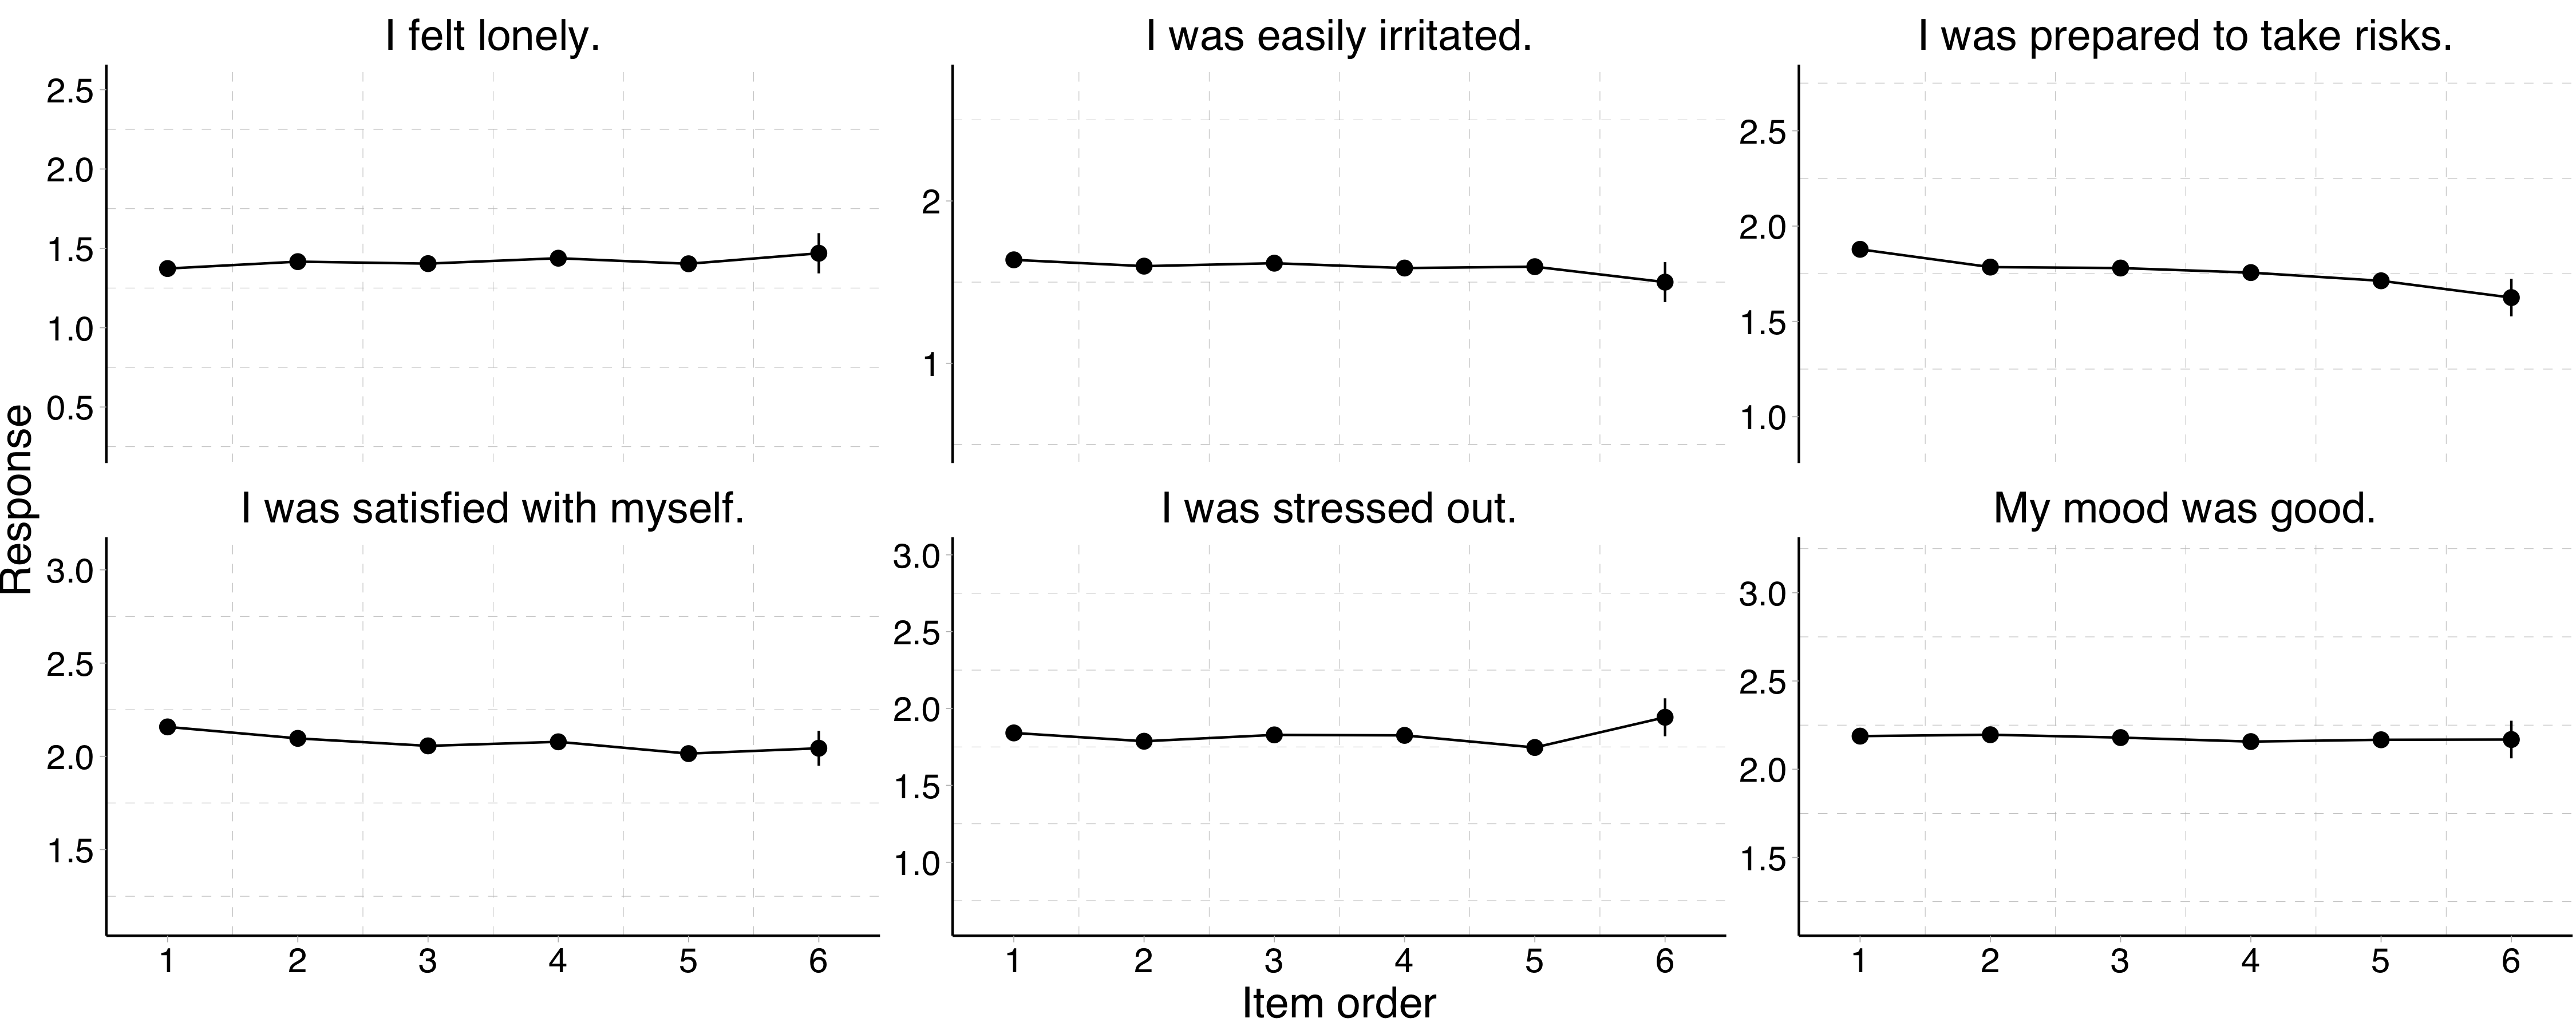 I felt lonely.
I was easily irritated.
I was prepared to take risks.
2.5
2.0
1.5
1.0
0.5
2
1
2.5
2.0
1.5
1.0
Response
I was satisfied with myself.
I was stressed out.
My mood was good.
3.0
2.5
2.0
1.5
3.0
2.5
2.0
1.5
1.0
3.0
2.5
2.0
1.5
1 2 3 4 5 6
1 2 3 4 5 6
1 2 3 4 5 6
Item order